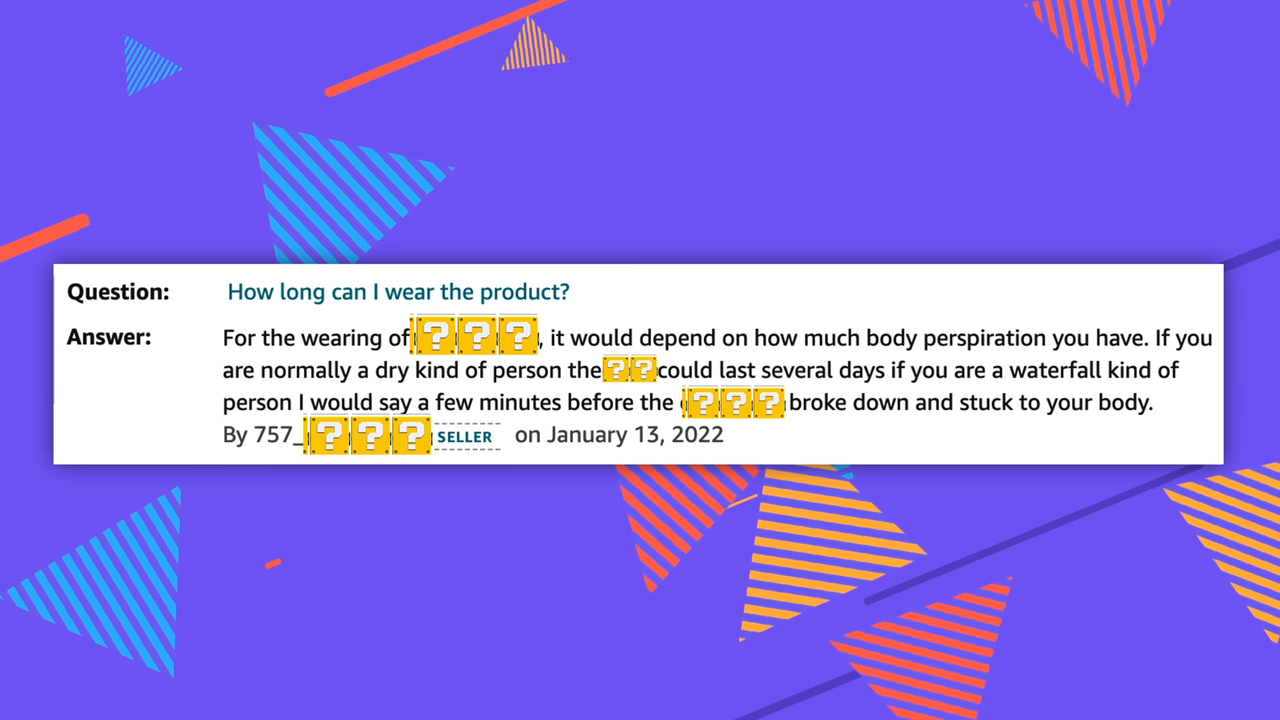 Question: How long can I wear the product?
Answer: For the wearing of ???, it would depend on how much body perspiration you have. If you
are normally a dry kind of person the ?? could last several days if you are a waterfall kind of
person I would say a few minutes before the ??? broke down and stuck to your body.
By 757_??? SELLER on January 13, 2022